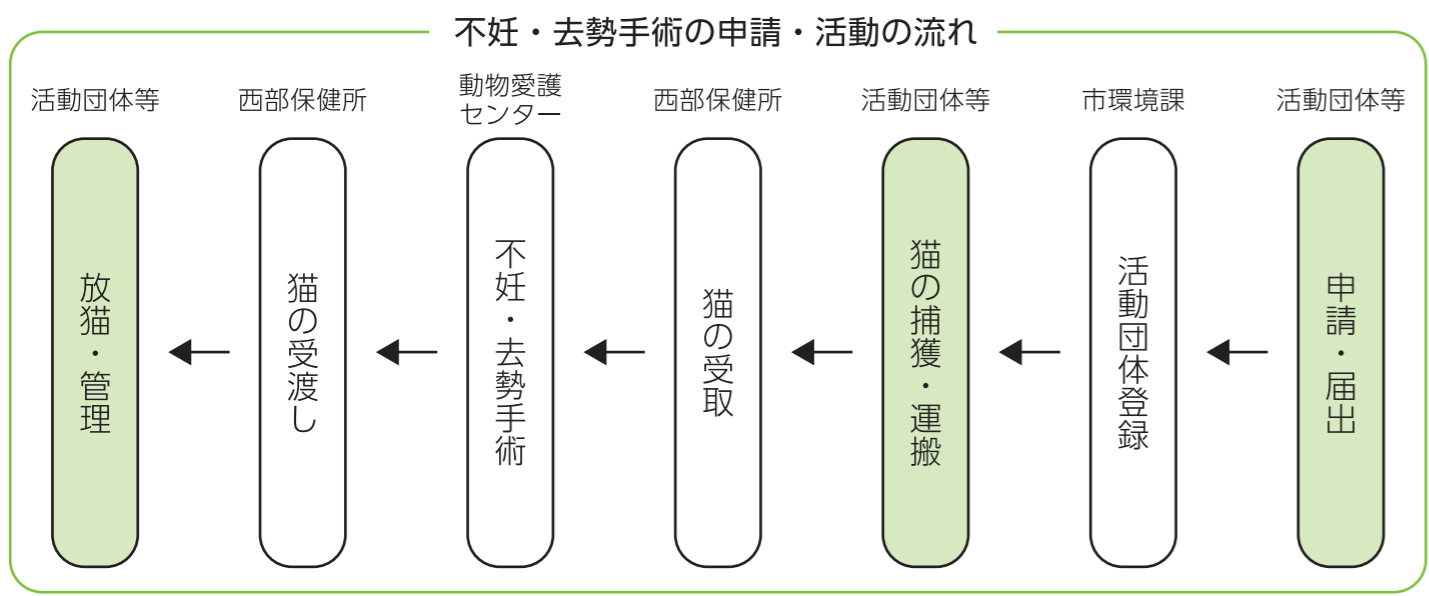 不妊・去勢手術の申請・活動の流れ
活動団体等
申請・届出
市環境課
活動団体登録
活動団体等
猫の捕獲・運搬
西部保健所
猫の受取
動物愛護
センター
不妊・去勢手術
西部保健所
猫の受渡し
活動団体等
放猫・管理